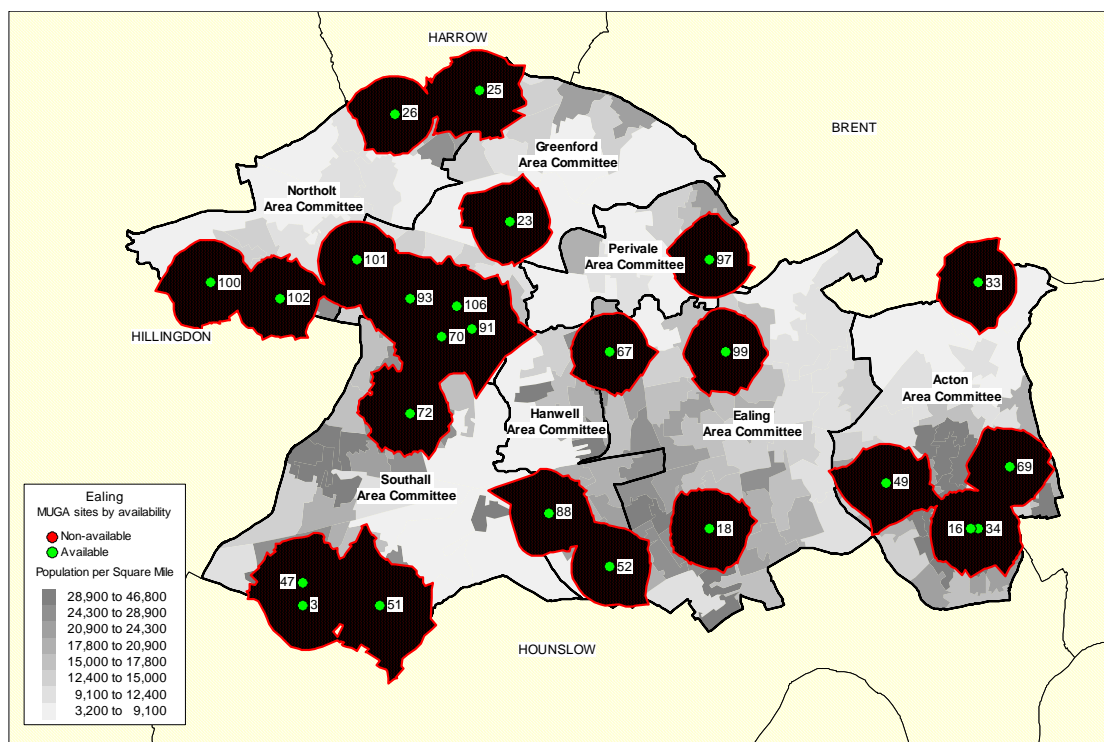 HARROW
25
26
BRENT
Greenford
Area Committee
Northolt
Area Committee
23
Perivale
Area Committee
97
101
100
102
93
106
33
91
70
HILLINGDON
67
99
Acton
Area Committee
72
Hanwell
Area Committee
Ealing
Area Committee
69
Southall
Area Committee
49
88
18
16
34
52
47
3
51
HOUNSLOW
Ealing
MUGA sites by availability
Non-available
Available
Population per Square Mile
28,900 to 46,800
24,300 to 28,900
20,900 to 24,300
17,800 to 20,900
15,000 to 17,800
12,400 to 15,000
9,100 to 12,400
3,200 to 9,100